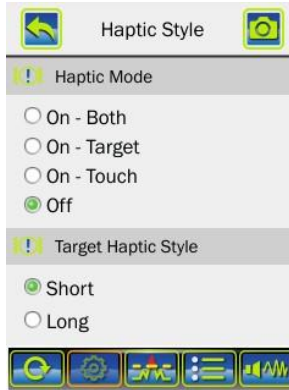 Haptic Style
Haptic Mode
On - Both
On - Target
On - Touch
Off
Target Haptic Style
Short
Long